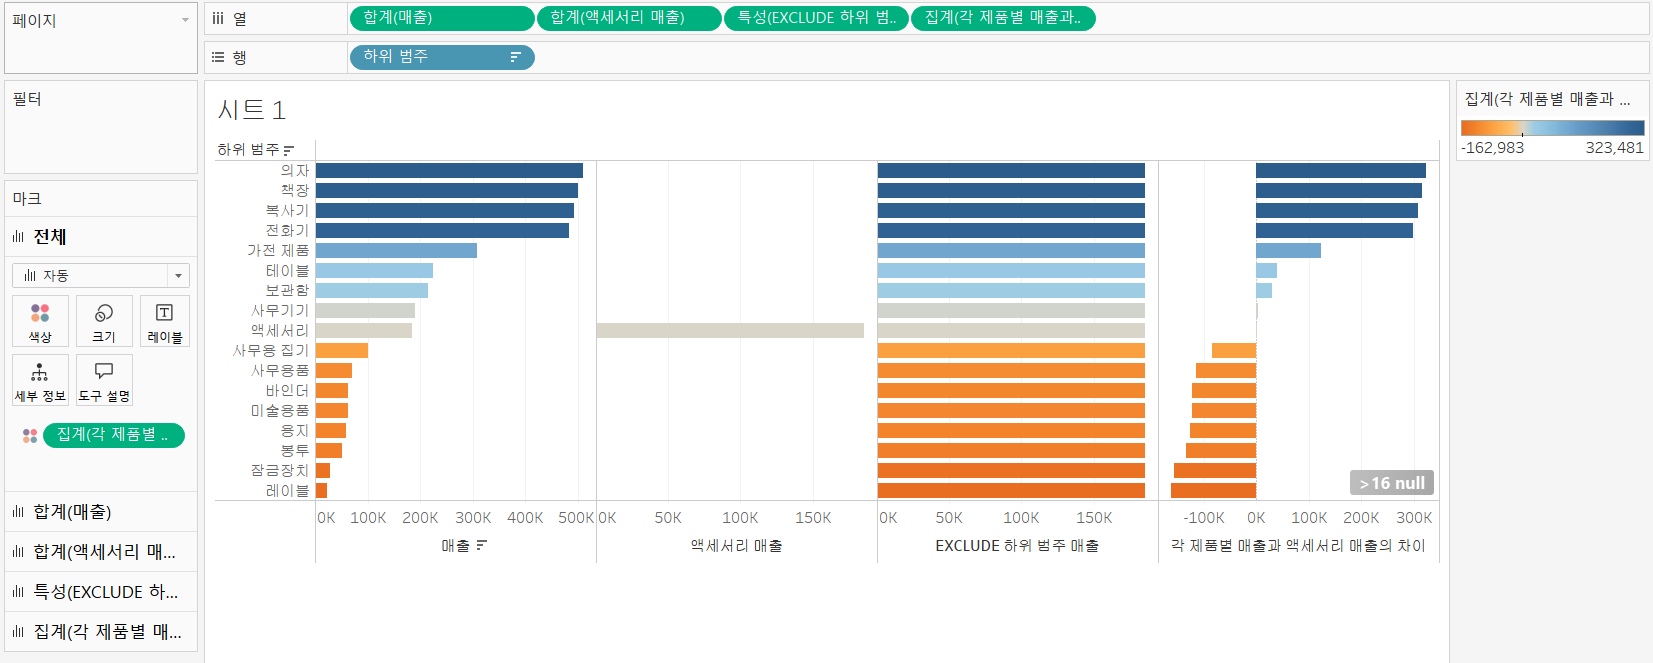 페이지
열
합계(매출)
합계(액세서리 매출)
특성(EXCLUDE 하위 범..
집계(각 제품별 매출과..
행
하위 범주
필터
마크
전체
자동
색상
크기
레이블
세부 정보
도구 설명
집계(각 제품별 ..
합계(매출)
합계(액세서리 매...
특성(EXCLUDE 하...
집계(각 제품별 매...
시트 1
하위 범주
의자
책장
복사기
전화기
가전 제품
테이블
보관함
사무기기
액세서리
사무용 집기
사무용품
바인더
미술용품
용지
봉투
잠금장치
레이블
>16 null
0K 100K 200K 300K 400K 500K
0K 50K 100K 150K
0K 50K 100K 150K
-100K 0K 100K 200K 300K
매출
액세서리 매출
EXCLUDE 하위 범주 매출
각 제품별 매출과 액세서리 매출의 차이
집계(각 제품별 매출과 ...
-162,983 323,481